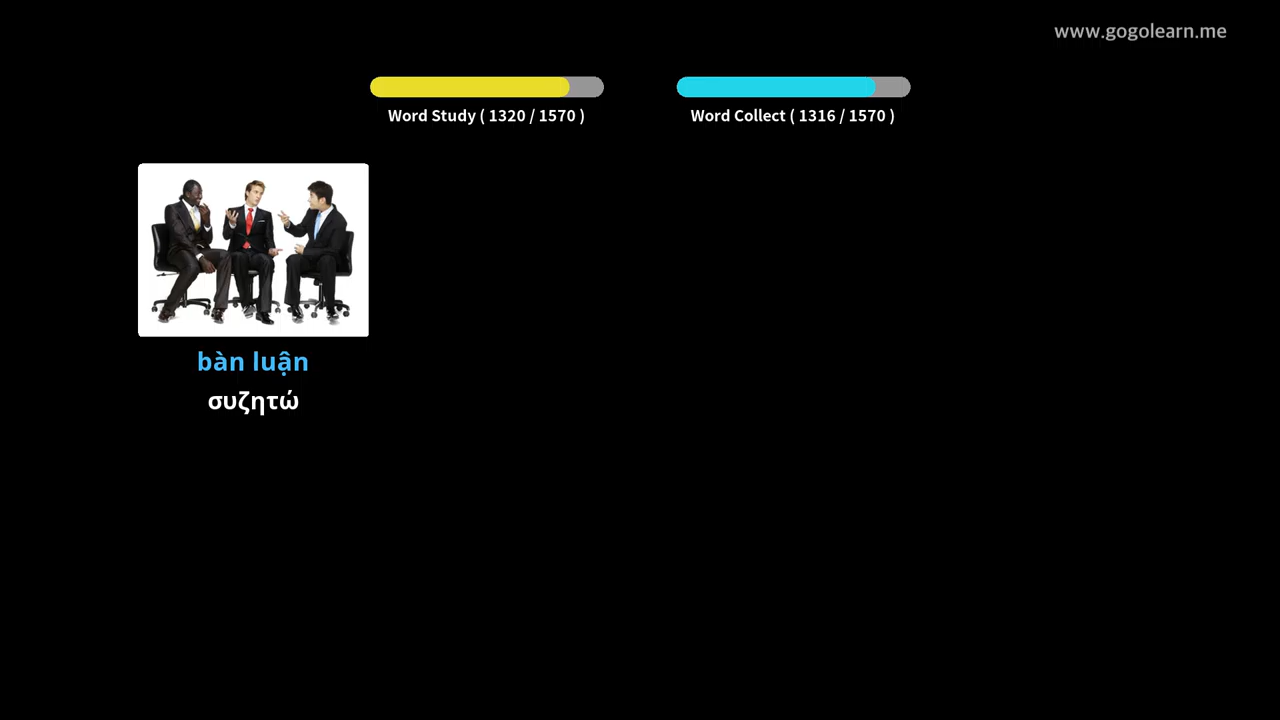 www.gogolearn.me
Word Study ( 1320 / 1570 )
Word Collect ( 1316 / 1570 )
bàn luận
συζητώ